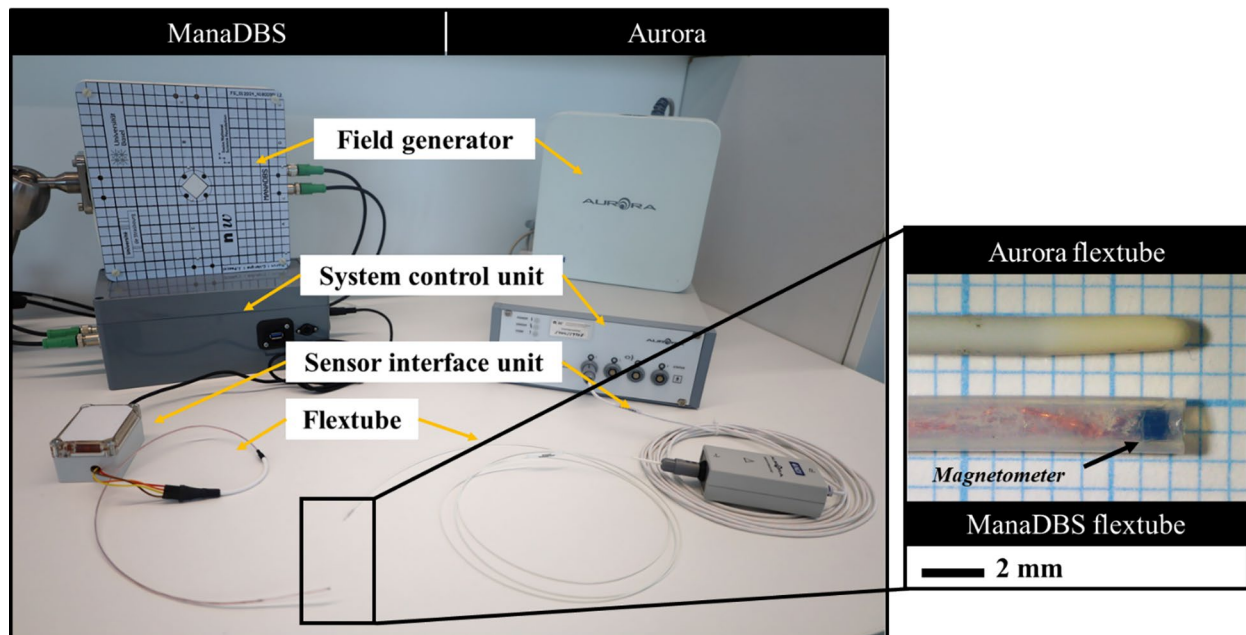 ManaDBS
Aurora
Field generator
AURORA
System control unit
AURORA
Sensor interface unit
Flextube
Aurora flextube
Magnetometer
ManaDBS flextube
2 mm